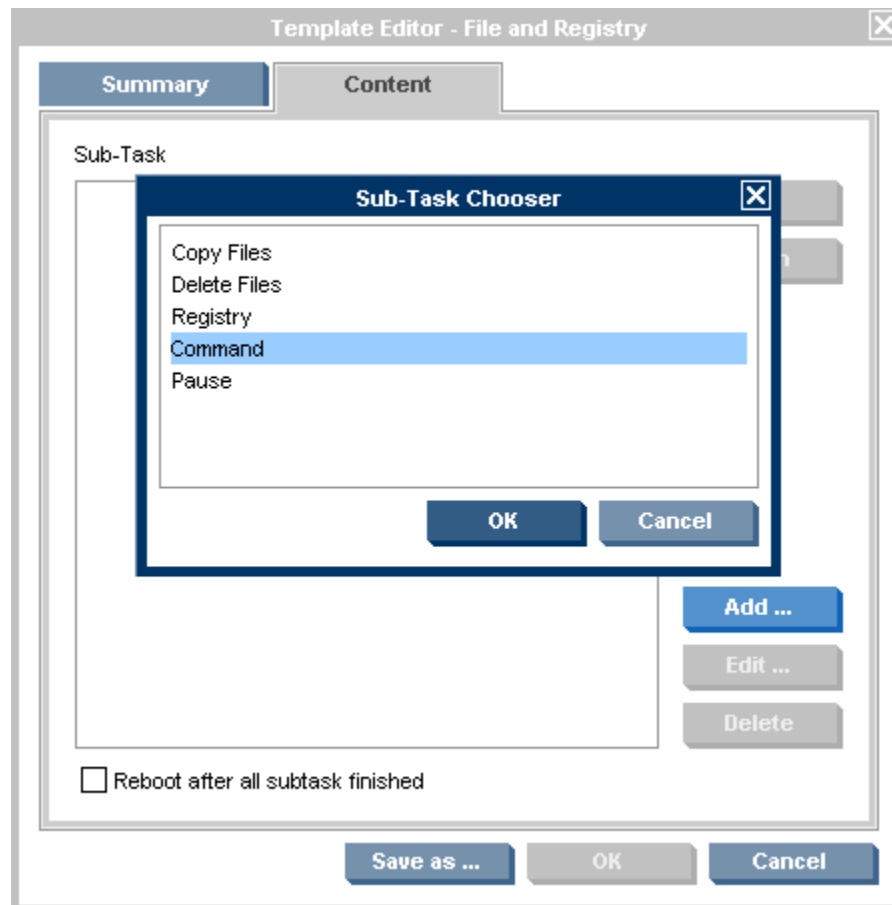 Template Editor - File and Registry
Summary
Content
Sub-Task
Sub-Task Chooser
Copy Files
Delete Files
Registry
Command
Pause
OK
Cancel
Add ...
Edit ...
Delete
Reboot after all subtask finished
Save as ...
OK
Cancel